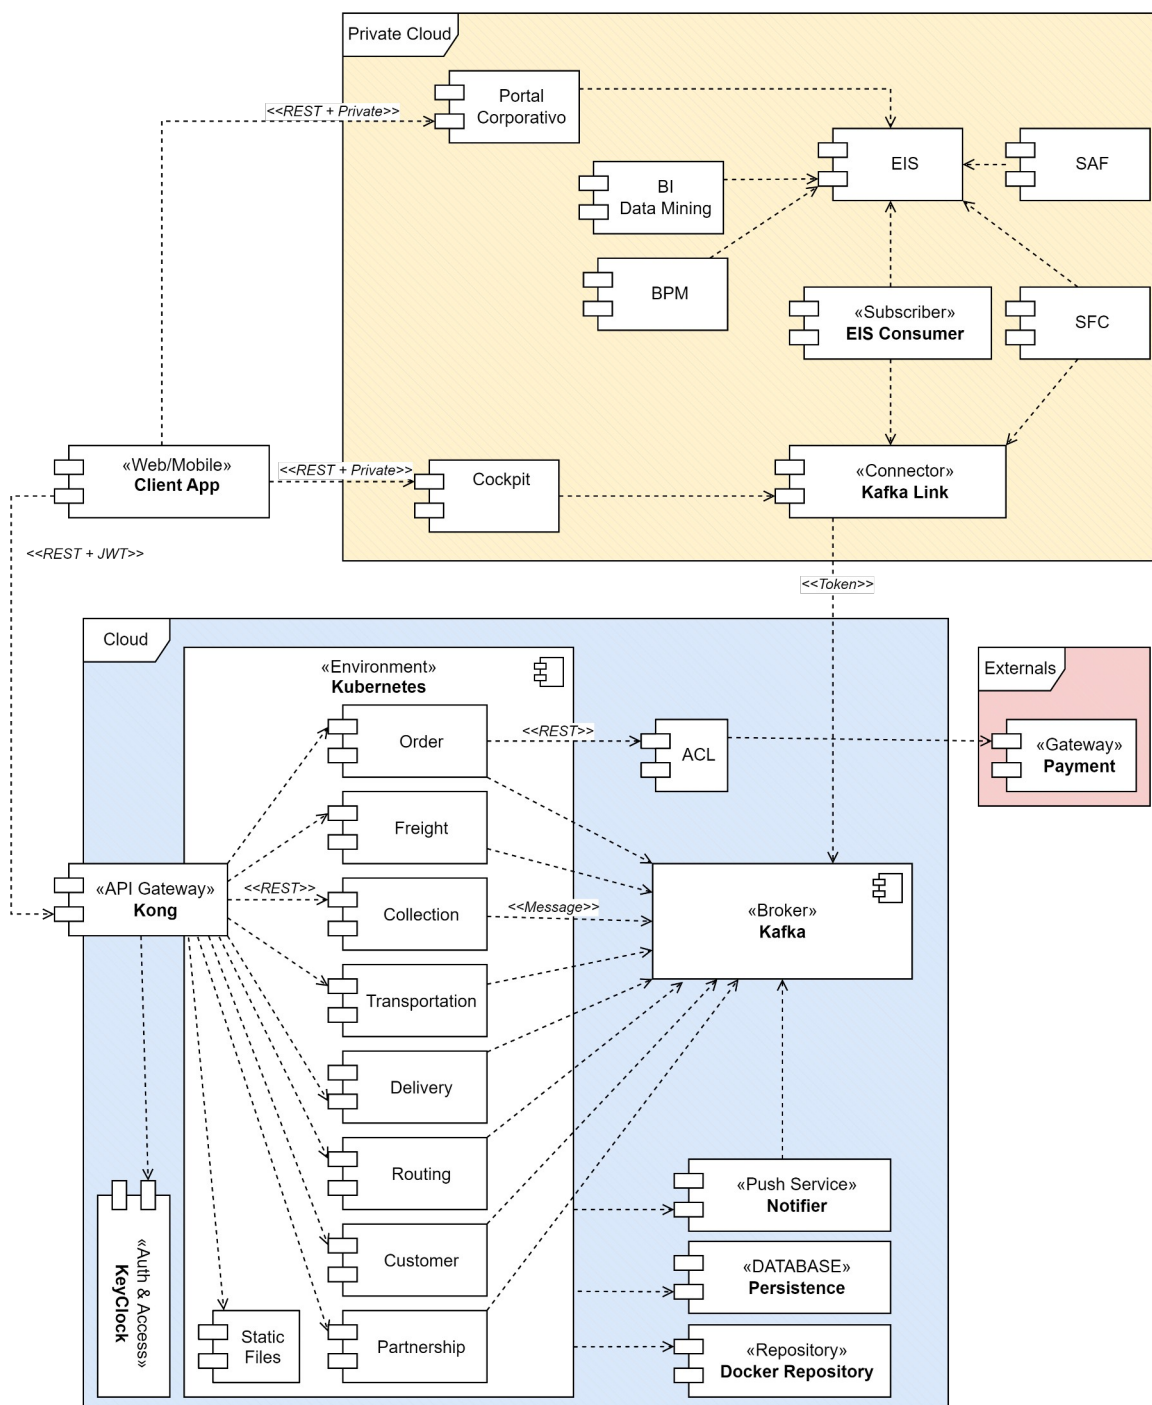 Private Cloud
Portal
Corporativo
<<REST + Private>>
EIS
SAF
BI
Data Mining
BPM
«Subscriber»
EIS Consumer
SFC
«Web/Mobile»
Client App
<<REST + Private>>
Cockpit
«Connector»
Kafka Link
<<REST + JWT>>
<<Token>>
Cloud
«Environment»
Kubernetes
Externals
Order
<<REST>>
ACL
«Gateway»
Payment
Freight
«API Gateway»
Kong
<<REST>>
Collection
<<Message>>
«Broker»
Kafka
Transportation
Delivery
Routing
«Push Service»
Notifier
Customer
«DATABASE»
Persistence
«Auth & Access»
KeyClock
Static
Files
Partnership
«Repository»
Docker Repository